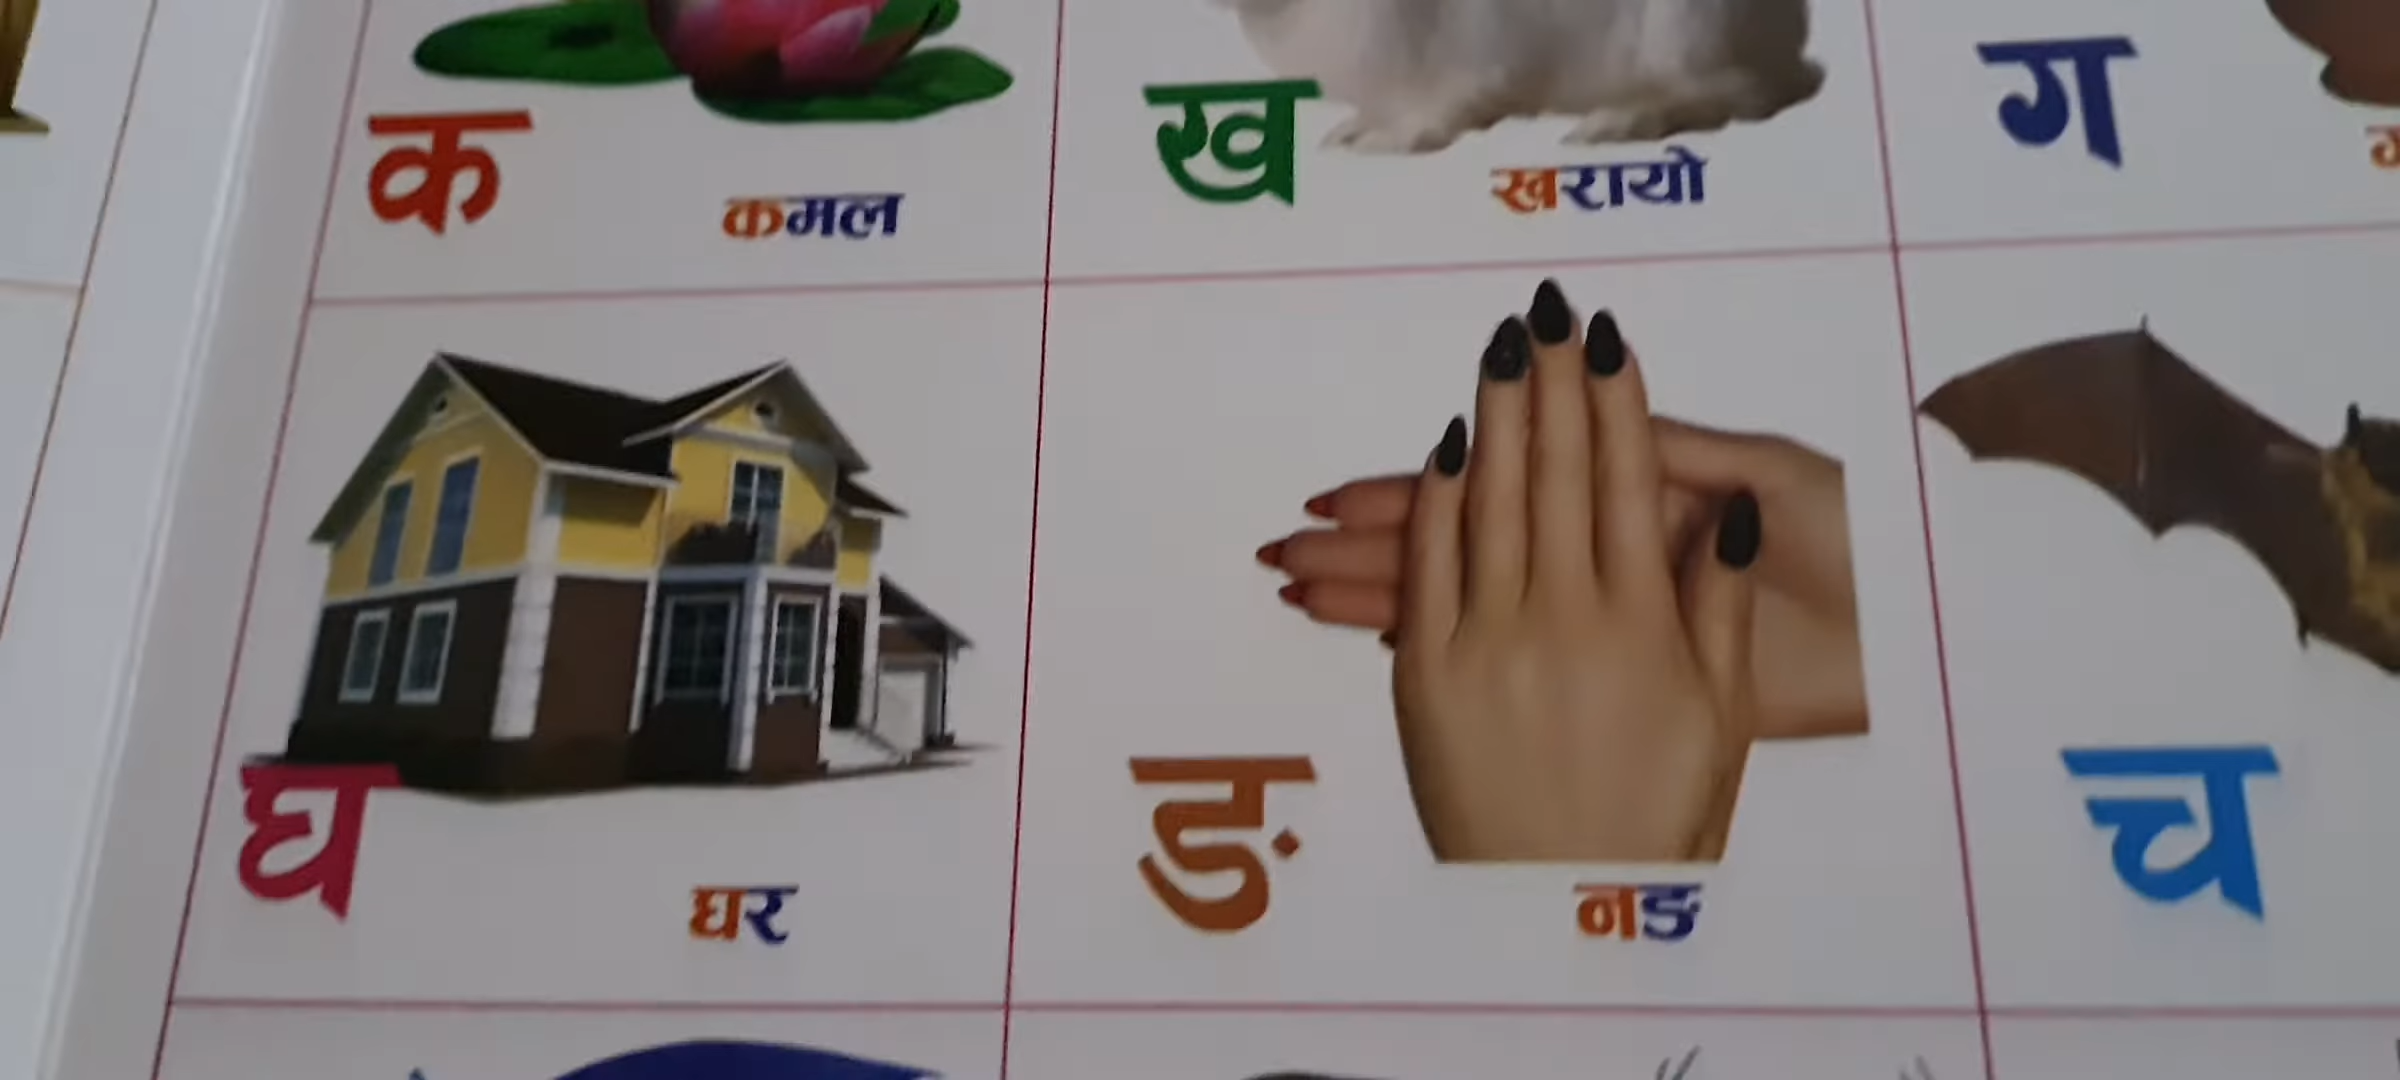 क
कमल
ख
खरायो
ग
घ
घर
ङ
नङ
च